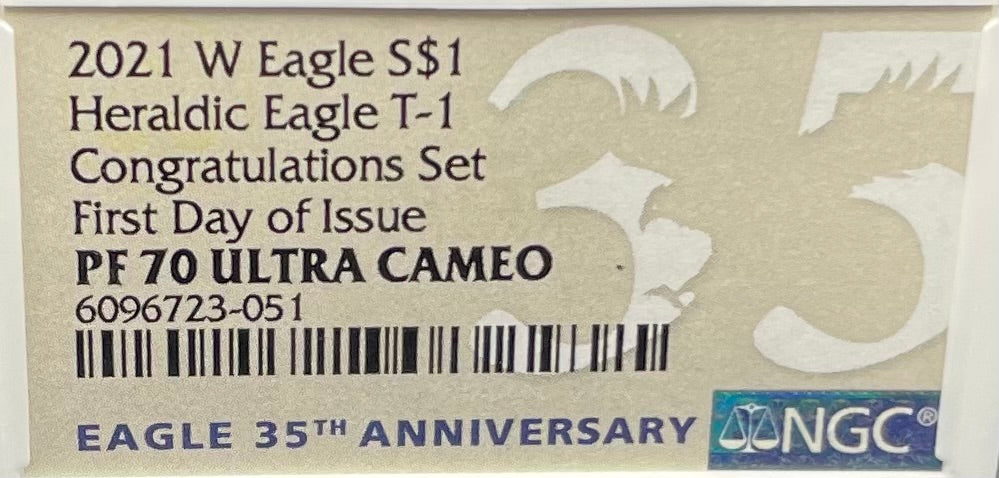 2021 W Eagle S$1
Heraldic Eagle T-1
Congratulations Set
First Day of Issue
PF 70 ULTRA CAMEO
6096723-051
35
EAGLE 35TH ANNIVERSARY
NGC®